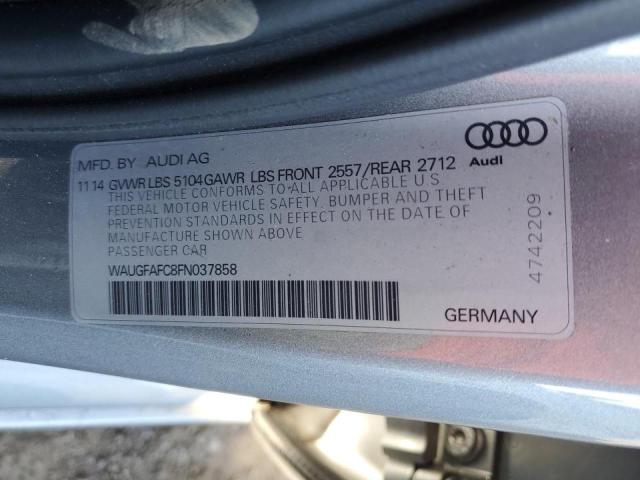 MFD. BY AUDI AG
Audi
11 14 GVWR LBS 5104 GAWR LBS FRONT 2557/REAR 2712
THIS VEHICLE CONFORMS TO ALL APPLICABLE U S
FEDERAL MOTOR VEHICLE SAFETY, BUMPER AND THEFT
PREVENTION STANDARDS IN EFFECT ON THE DATE OF
MANUFACTURE SHOWN ABOVE
PASSENGER CAR
WAUGFAFC8FN037858
GERMANY
4742209